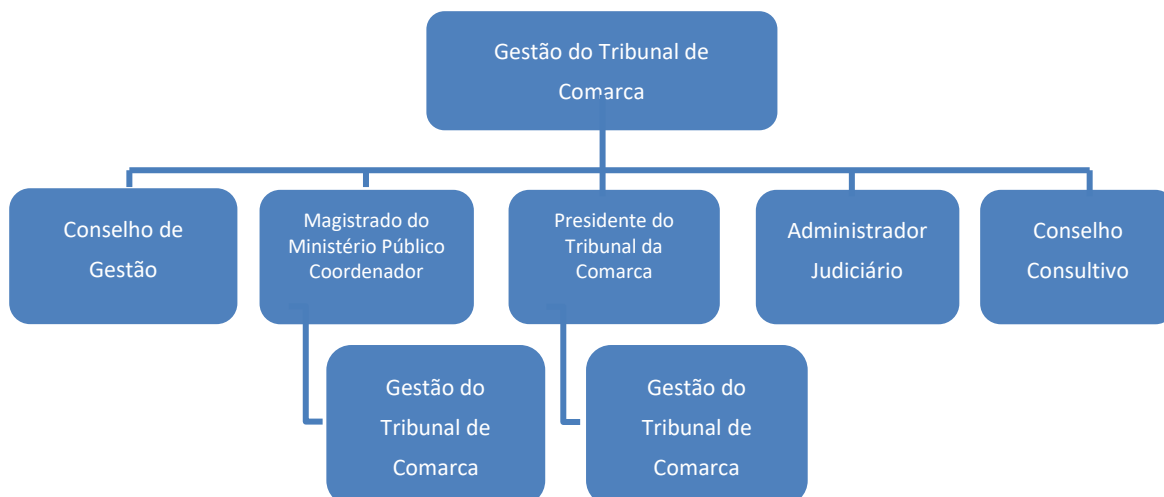 Gestão do Tribunal de
Comarca
Conselho de
Gestão
Magistrado do
Ministério Público
Coordenador
Presidente do
Tribunal da
Comarca
Administrador
Judiciário
Conselho
Consultivo
Gestão do
Tribunal de
Comarca
Gestão do
Tribunal de
Comarca